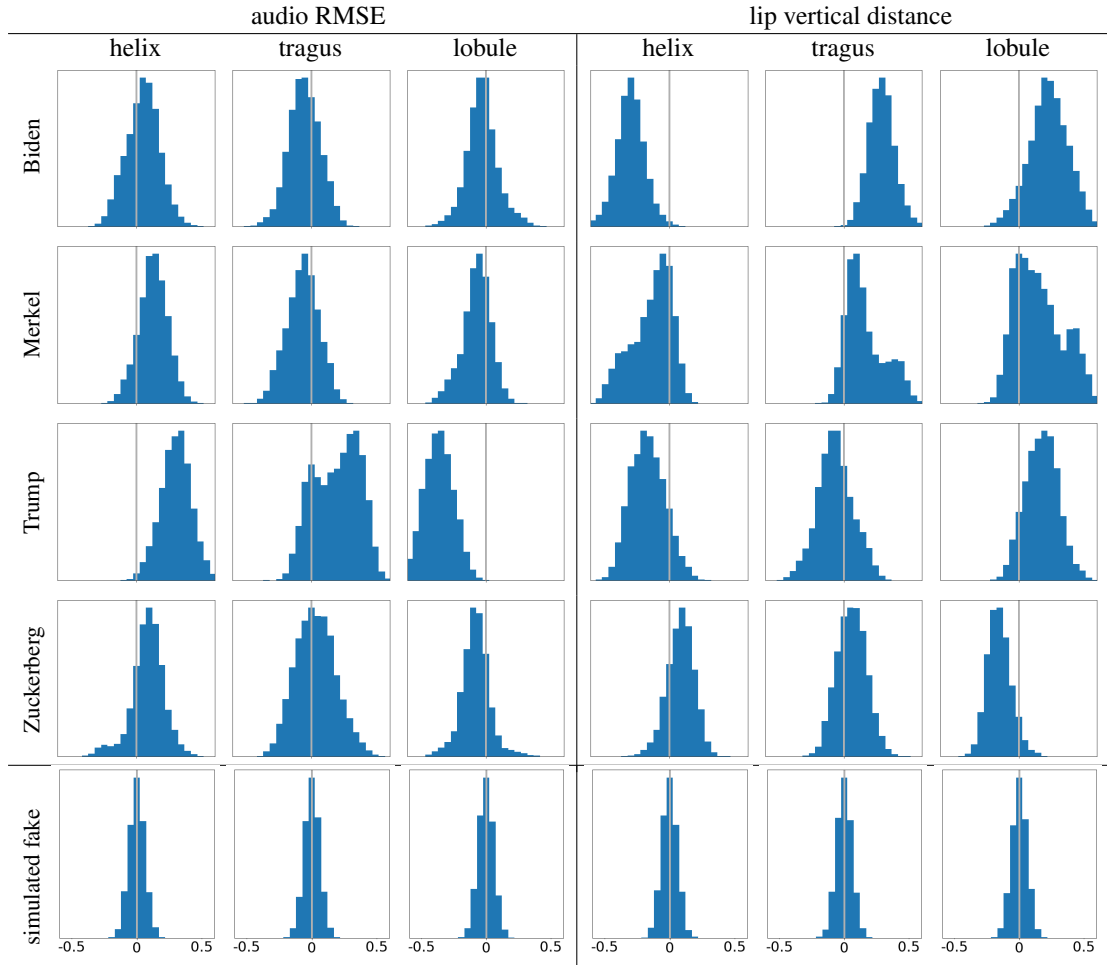 audio RMSE lip vertical distance
helix tragus lobule helix tragus lobule
Biden
Merkel
Trump
Zuckerberg
simulated fake
-0.5 0 0.5 -0.5 0 0.5 -0.5 0 0.5 -0.5 0 0.5 -0.5 0 0.5 -0.5 0 0.5